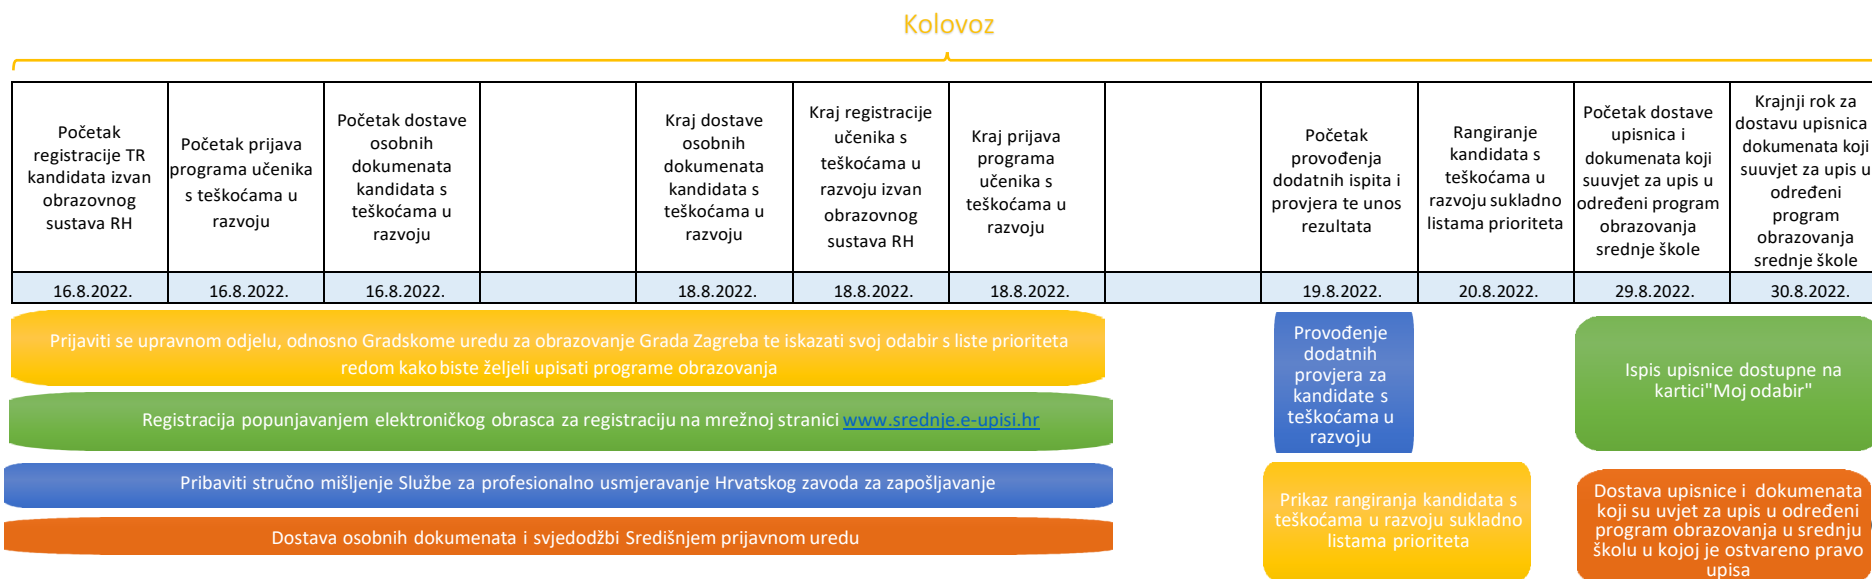 Kolovoz
Početak
registracije TR
kandidata izvan
obrazovnog
sustava RH
Početak prijava
programa učenika
s teškoćama u
razvoju
Početak dostave
osobnih
dokumenata
kandidata s
teškoćama u
razvoju
Kraj dostave
osobnih
dokumenata
kandidata s
teškoćama u
razvoju
Kraj registracije
učenika s
teškoćama u
razvoju izvan
obrazovnog
sustava RH
Kraj prijava
programa
učenika s
teškoćama u
razvoju
Početak
provođenja
dodatnih ispita i
provjera te unos
rezultata
Rangiranje
kandidata s
teškoćama u
razvoju sukladno
listama prioriteta
Početak dostave
upisnica i
dokumenata koji
suuvjet za upis u
određeni program
obrazovanja
srednje škole
Krajnji rok za
dostavu upisnica
dokumenata koji
suuvjet za upis u
određeni
program
obrazovanja
srednje škole
16.8.2022. 16.8.2022. 16.8.2022. 18.8.2022. 18.8.2022. 18.8.2022. 19.8.2022. 20.8.2022. 29.8.2022. 30.8.2022.
Prijaviti se upravnom odjelu, odnosno Gradskome uredu za obrazovanje Grada Zagreba te iskazati svoj odabir s liste prioriteta
redom kako biste željeli upisati programe obrazovanja
Registracija popunjavanjem elektroničkog obrasca za registraciju na mrežnoj stranici www.srednje.e-upisi.hr
Pribaviti stručno mišljenje Službe za profesionalno usmjeravanje Hrvatskog zavoda za zapošljavanje
Dostava osobnih dokumenata i svjedodžbi Središnjem prijavnom uredu
Provođenje
dodatnih
provjera za
kandidate s
teškoćama u
razvoju
Prikaz rangiranja kandidata s
teškoćama u razvoju sukladno
listama prioriteta
Ispis upisnice dostupne na
kartici"Moj odabir"
Dostava upisnice i dokumenata
koji su uvjet za upis u određeni
program obrazovanja u srednju
školu u kojoj je ostvareno pravo
upisa